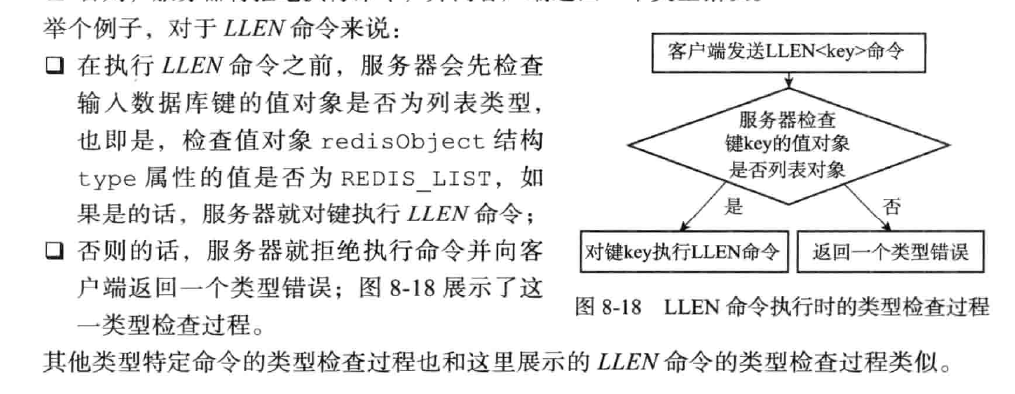 举个例子，对于 LLEN 命令来说：
❑ 在执行 LLEN 命令之前，服务器会先检查
输入数据库键的值对象是否为列表类型，
也即是，检查值对象 redisObject 结构
type 属性的值是否为 REDIS_LIST，如
果是的话，服务器就对键执行 LLEN 命令；
❑ 否则的话，服务器就拒绝执行命令并向客
户端返回一个类型错误；图 8-18 展示了这
一类型检查过程。
客户端发送LLEN<key>命令
服务器检查
键key的值对象
是否列表对象
是
否
对键key执行LLEN命令
返回一个类型错误
图 8-18 LLEN 命令执行时的类型检查过程
其他类型特定命令的类型检查过程也和这里展示的 LLEN 命令的类型检查过程类似。